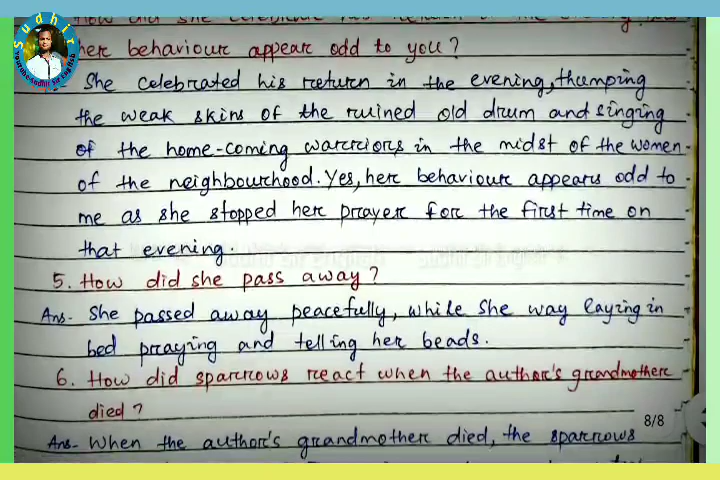 her behaviour appear odd to you?
She celebrated his return in the evening, thumping
the weak skins of the ruined old drum and singing
of the home-coming warriors in the midst of the women
of the neighbourhood. Yes, her behaviour appears odd to
me as she stopped her prayer for the first time on
that evening.
5. How did she pass away?
Ans- She passed away peacefully, while she way laying in
bed praying and telling her beads.
6. How did sparrows react when the author's grandmother
died?
8/8
Ans- When the author's grandmother died, the sparrows
Sudhir